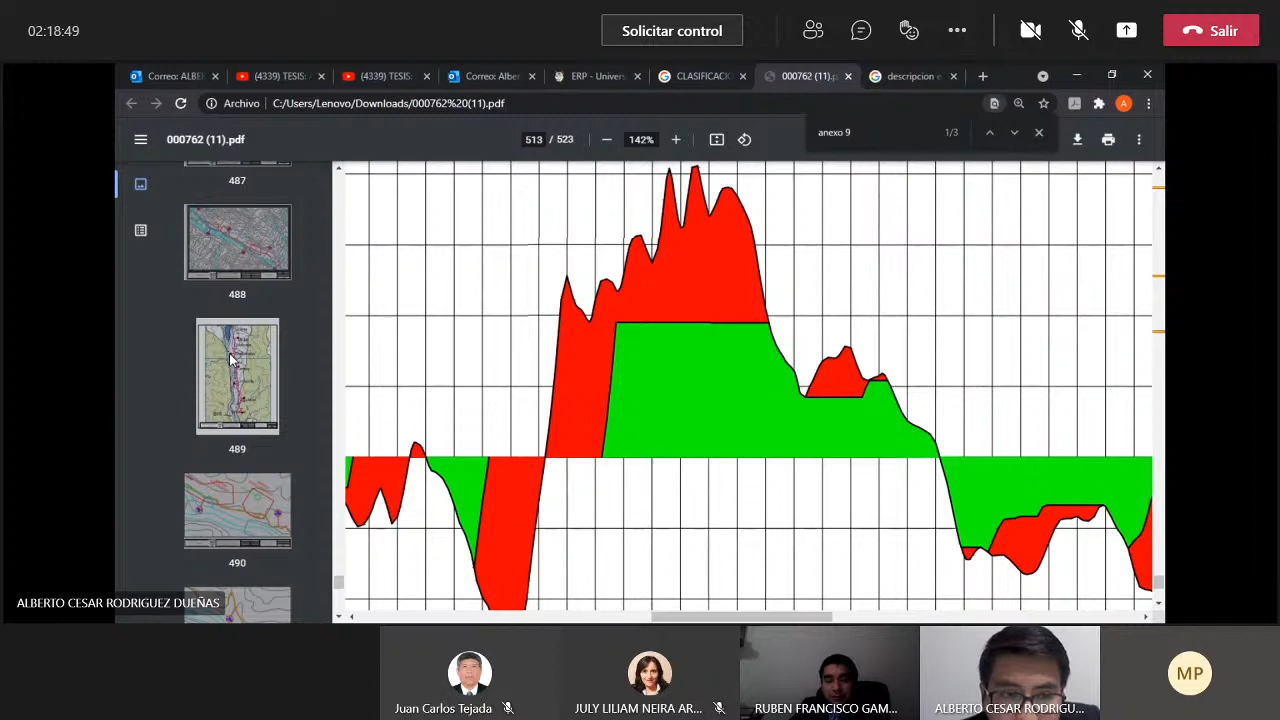 02:18:49
Solicitar control
Salir
Correo: ALBE
(4339) TESIS:
(4339) TESIS:
Correo: Alber
ERP - Univers
CLASIFICACIO
000762 (11).p
descripcion e
Archivo
C:/Users/Lenovo/Downloads/000762%20(11).pdf
A
000762 (11).pdf
513 / 523
142%
anexo 9
1/3
487
488
489
490
ALBERTO CESAR RODRIGUEZ DUEÑAS
Juan Carlos Tejada
JULY LILIAM NEIRA AR...
RUBEN FRANCISCO GAM...
ALBERTO CESAR RODRIGU...
MP